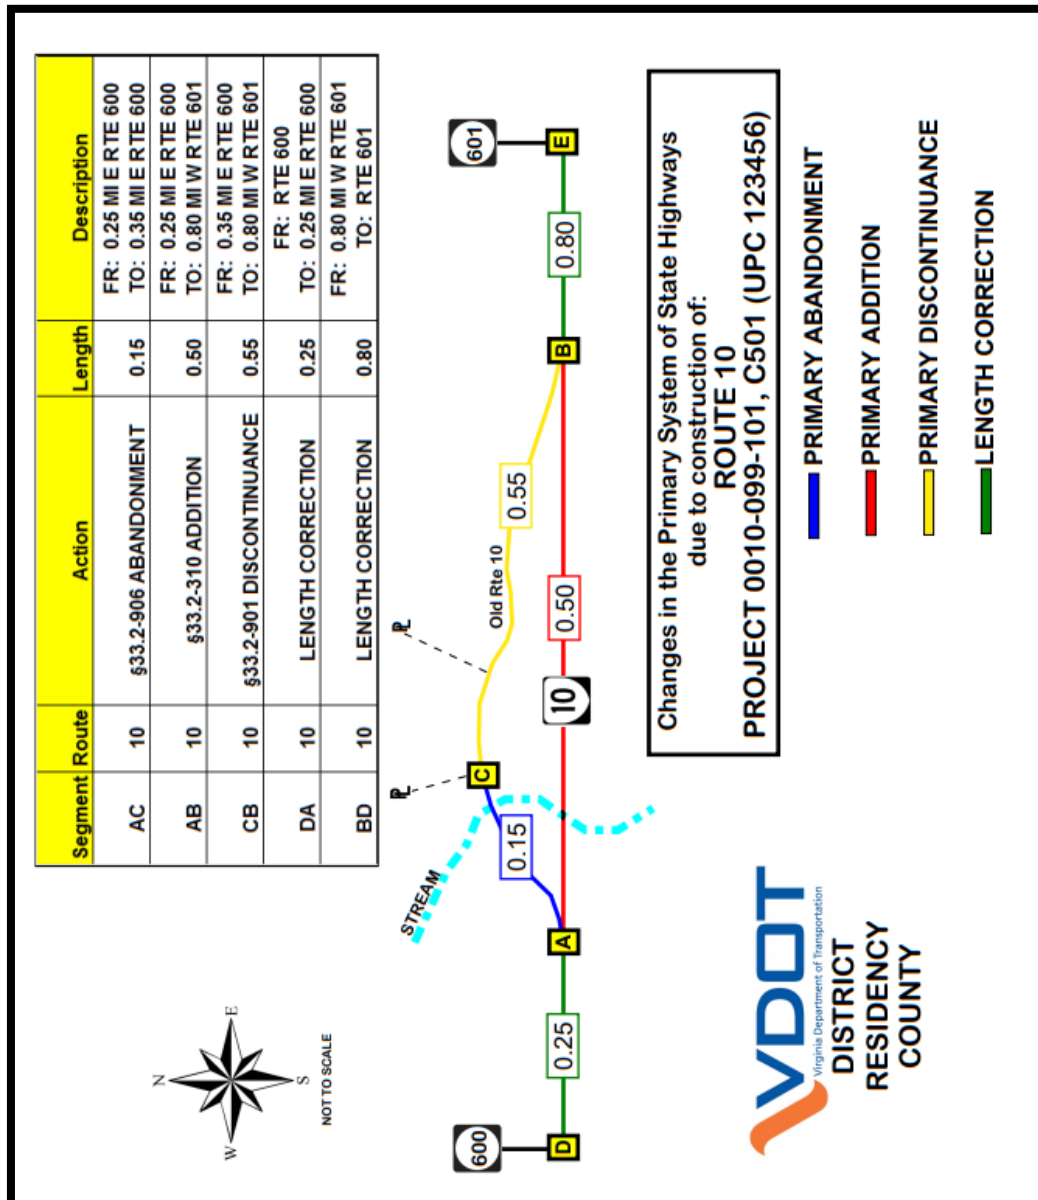 Segment Route Action Length Description
AC 10 §33.2-906 ABANDONMENT 0.15 FR: 0.25 MI E RTE 600
TO: 0.35 MI E RTE 600
AB 10 §33.2-310 ADDITION 0.50 FR: 0.25 MI E RTE 600
TO: 0.80 MI W RTE 601
CB 10 §33.2-901 DISCONTINUANCE 0.55 FR: 0.35 MI E RTE 600
TO: 0.80 MI W RTE 601
DA 10 LENGTH CORRECTION 0.25 FR: RTE 600
TO: 0.25 MI E RTE 600
BD 10 LENGTH CORRECTION 0.80 FR: 0.80 MI W RTE 601
TO: RTE 601
N
W
E
S
NOT TO SCALE
STREAM
PL
PL
600
601
C
0.15
Old Rte 10
0.55
D
0.25
A
10
0.50
B
0.80
E
Changes in the Primary System of State Highways
due to construction of:
ROUTE 10
PROJECT 0010-099-101, C501 (UPC 123456)
VDOT
Virginia Department of Transportation
DISTRICT
RESIDENCY
COUNTY
PRIMARY ABANDONMENT
PRIMARY ADDITION
PRIMARY DISCONTINUANCE
LENGTH CORRECTION